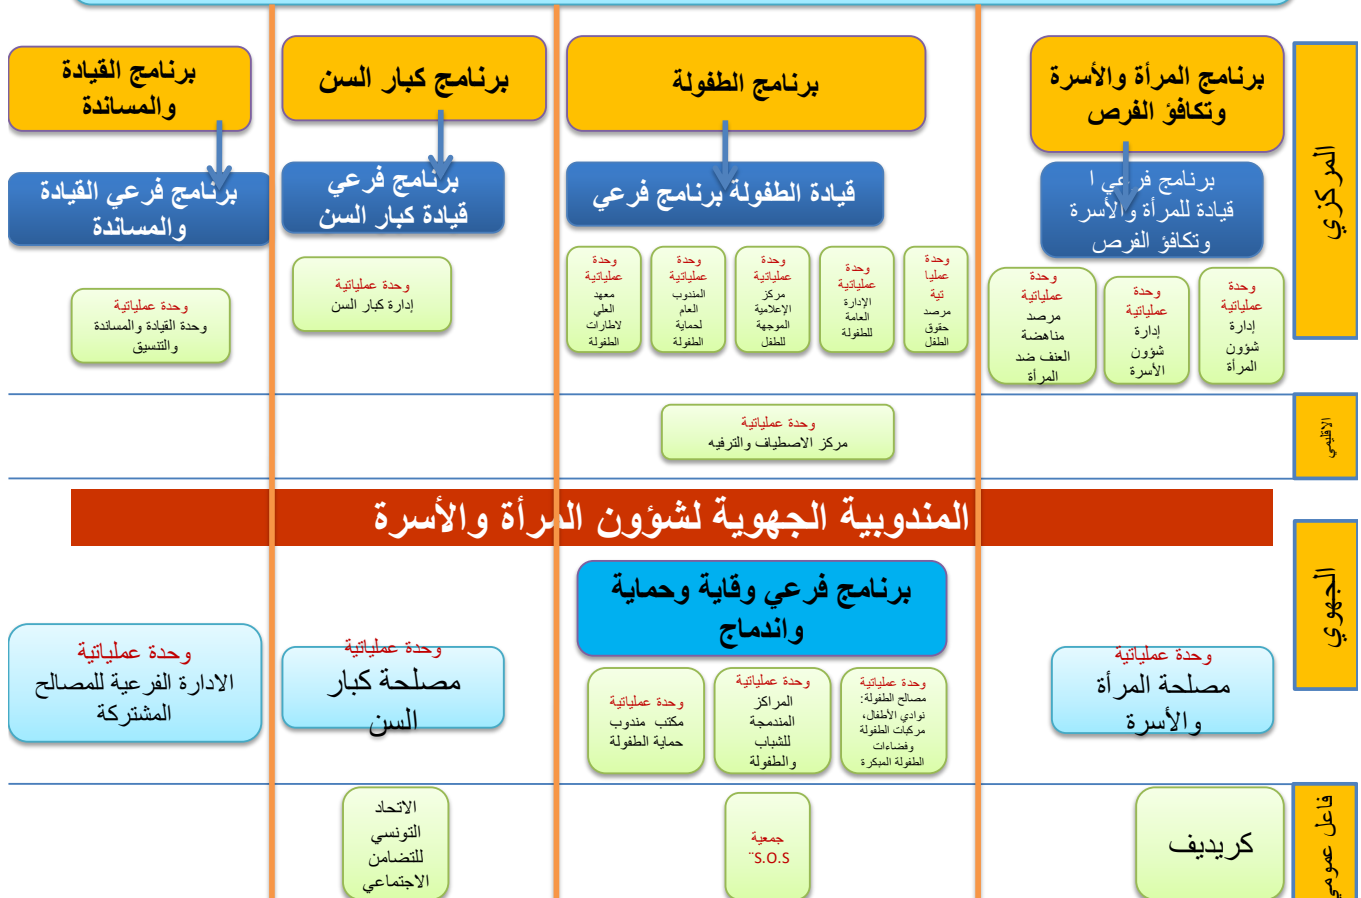 برنامج المرأة والأسرة
وتكافؤ الفرص
برنامج الطفولة
برنامج كبار السن
برنامج القيادة
والمساندة
المركزي
برنامج فرعي ا
قيادة للمرأة والأسرة
وتكافؤ الفرص
قيادة الطفولة برنامج فرعي
برنامج فرعي
قيادة كبار السن
برنامج فرعي القيادة
والمساندة
وحدة
عملياتية
إدارة
شؤون
المرأة
وحدة
عملياتية
إدارة
شؤون
الأسرة
وحدة
عملياتية
مرصد
مناهضة
العنف ضد
المرأة
وحدة
عمليا
تية
مرصد
حقوق
الطفل
وحدة
عملياتية
الإدارة
العامة
للطفولة
وحدة
عملياتية
مركز
الإعلامية
الموجهة
للطفل
وحدة
عملياتية
المندوب
العام
لحماية
الطفولة
وحدة
عملياتية
معهد
العلي
لاطارات
الطفولة
وحدة عملياتية
إدارة كبار السن
وحدة عملياتية
وحدة القيادة والمساندة
والتنسيق
الاقليمي
وحدة عملياتية
مركز الاصطياف والترفيه
المندوبية الجهوية لشؤون المرأة والأسرة
الجهوي
برنامج فرعي وقاية وحماية
واندماج
وحدة عملياتية
مصلحة المرأة
والأسرة
وحدة عملياتية
مصالح الطفولة:
نوادي الأطفال،
مركبات الطفولة
وفضاءات
الطفولة المبكرة
وحدة عملياتية
المراكز
المندمجة
للشباب
والطفولة
وحدة عملياتية
مكتب مندوب
حماية الطفولة
وحدة عملياتية
مصلحة كبار
السن
وحدة عملياتية
الادارة الفرعية للمصالح
المشتركة
فاعل عمومي
كريديف
جمعية
S.O.S¨
الاتحاد
التونسي
للتضامن
الاجتماعي